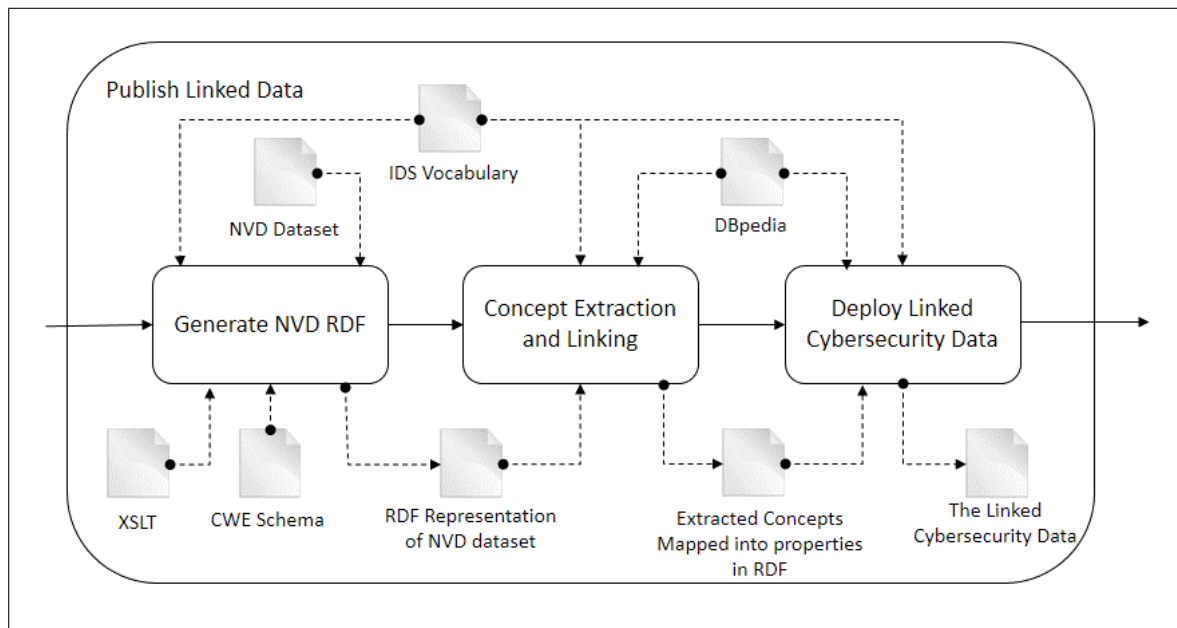 Publish Linked Data
IDS Vocabulary
NVD Dataset
DBpedia
Generate NVD RDF
Concept Extraction
and Linking
Deploy Linked
Cybersecurity Data
XSLT
CWE Schema
RDF Representation
of NVD dataset
Extracted Concepts
Mapped into properties
in RDF
The Linked
Cybersecurity Data